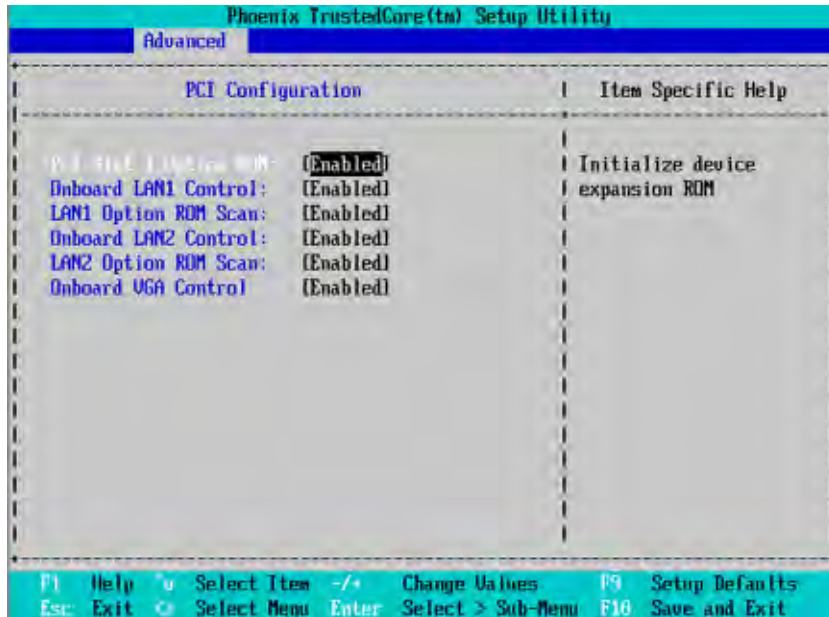 Phoenix TrustedCore(tm) Setup Utility
Advanced
PCI Configuration
Item Specific Help
[Enabled]
Initialize device
Onboard LAN1 Control: [Enabled]
expansion ROM
LAN1 Option ROM Scan: [Enabled]
Onboard LAN2 Control: [Enabled]
LAN2 Option ROM Scan: [Enabled]
Onboard VGA Control [Enabled]
F1 Help Select Item -/+ Change Values F9 Setup Defaults
Esc Exit <> Select Menu Enter Select > Sub-Menu F10 Save and Exit